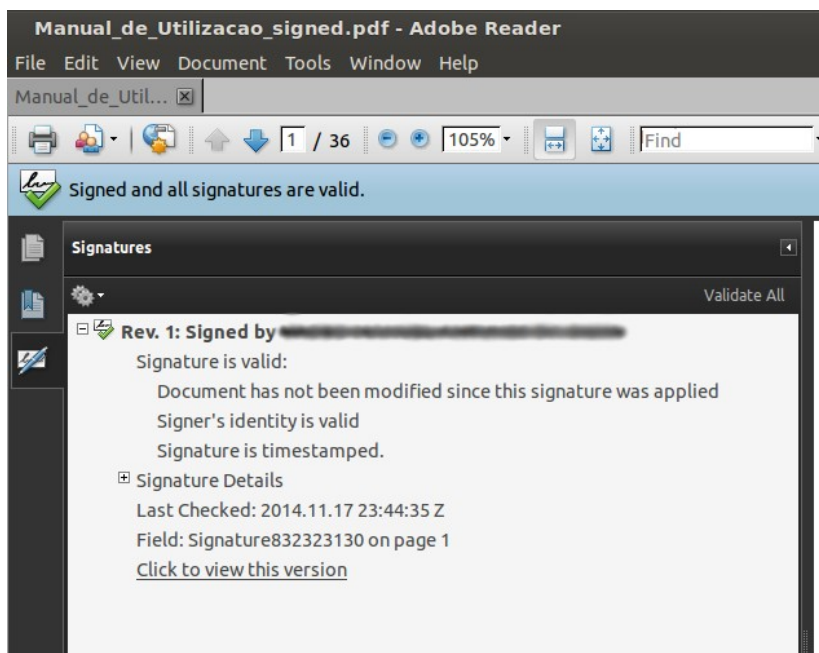 Manual_de_Utilizacao_signed.pdf - Adobe Reader
File Edit View Document Tools Window Help
Manual_de_Util...
1 / 36 105% Find
Signed and all signatures are valid.
Signatures
Validate All
Rev. 1: Signed by
Signature is valid:
Document has not been modified since this signature was applied
Signer's identity is valid
Signature is timestamped.
Signature Details
Last Checked: 2014.11.17 23:44:35 Z
Field: Signature832323130 on page 1
Click to view this version